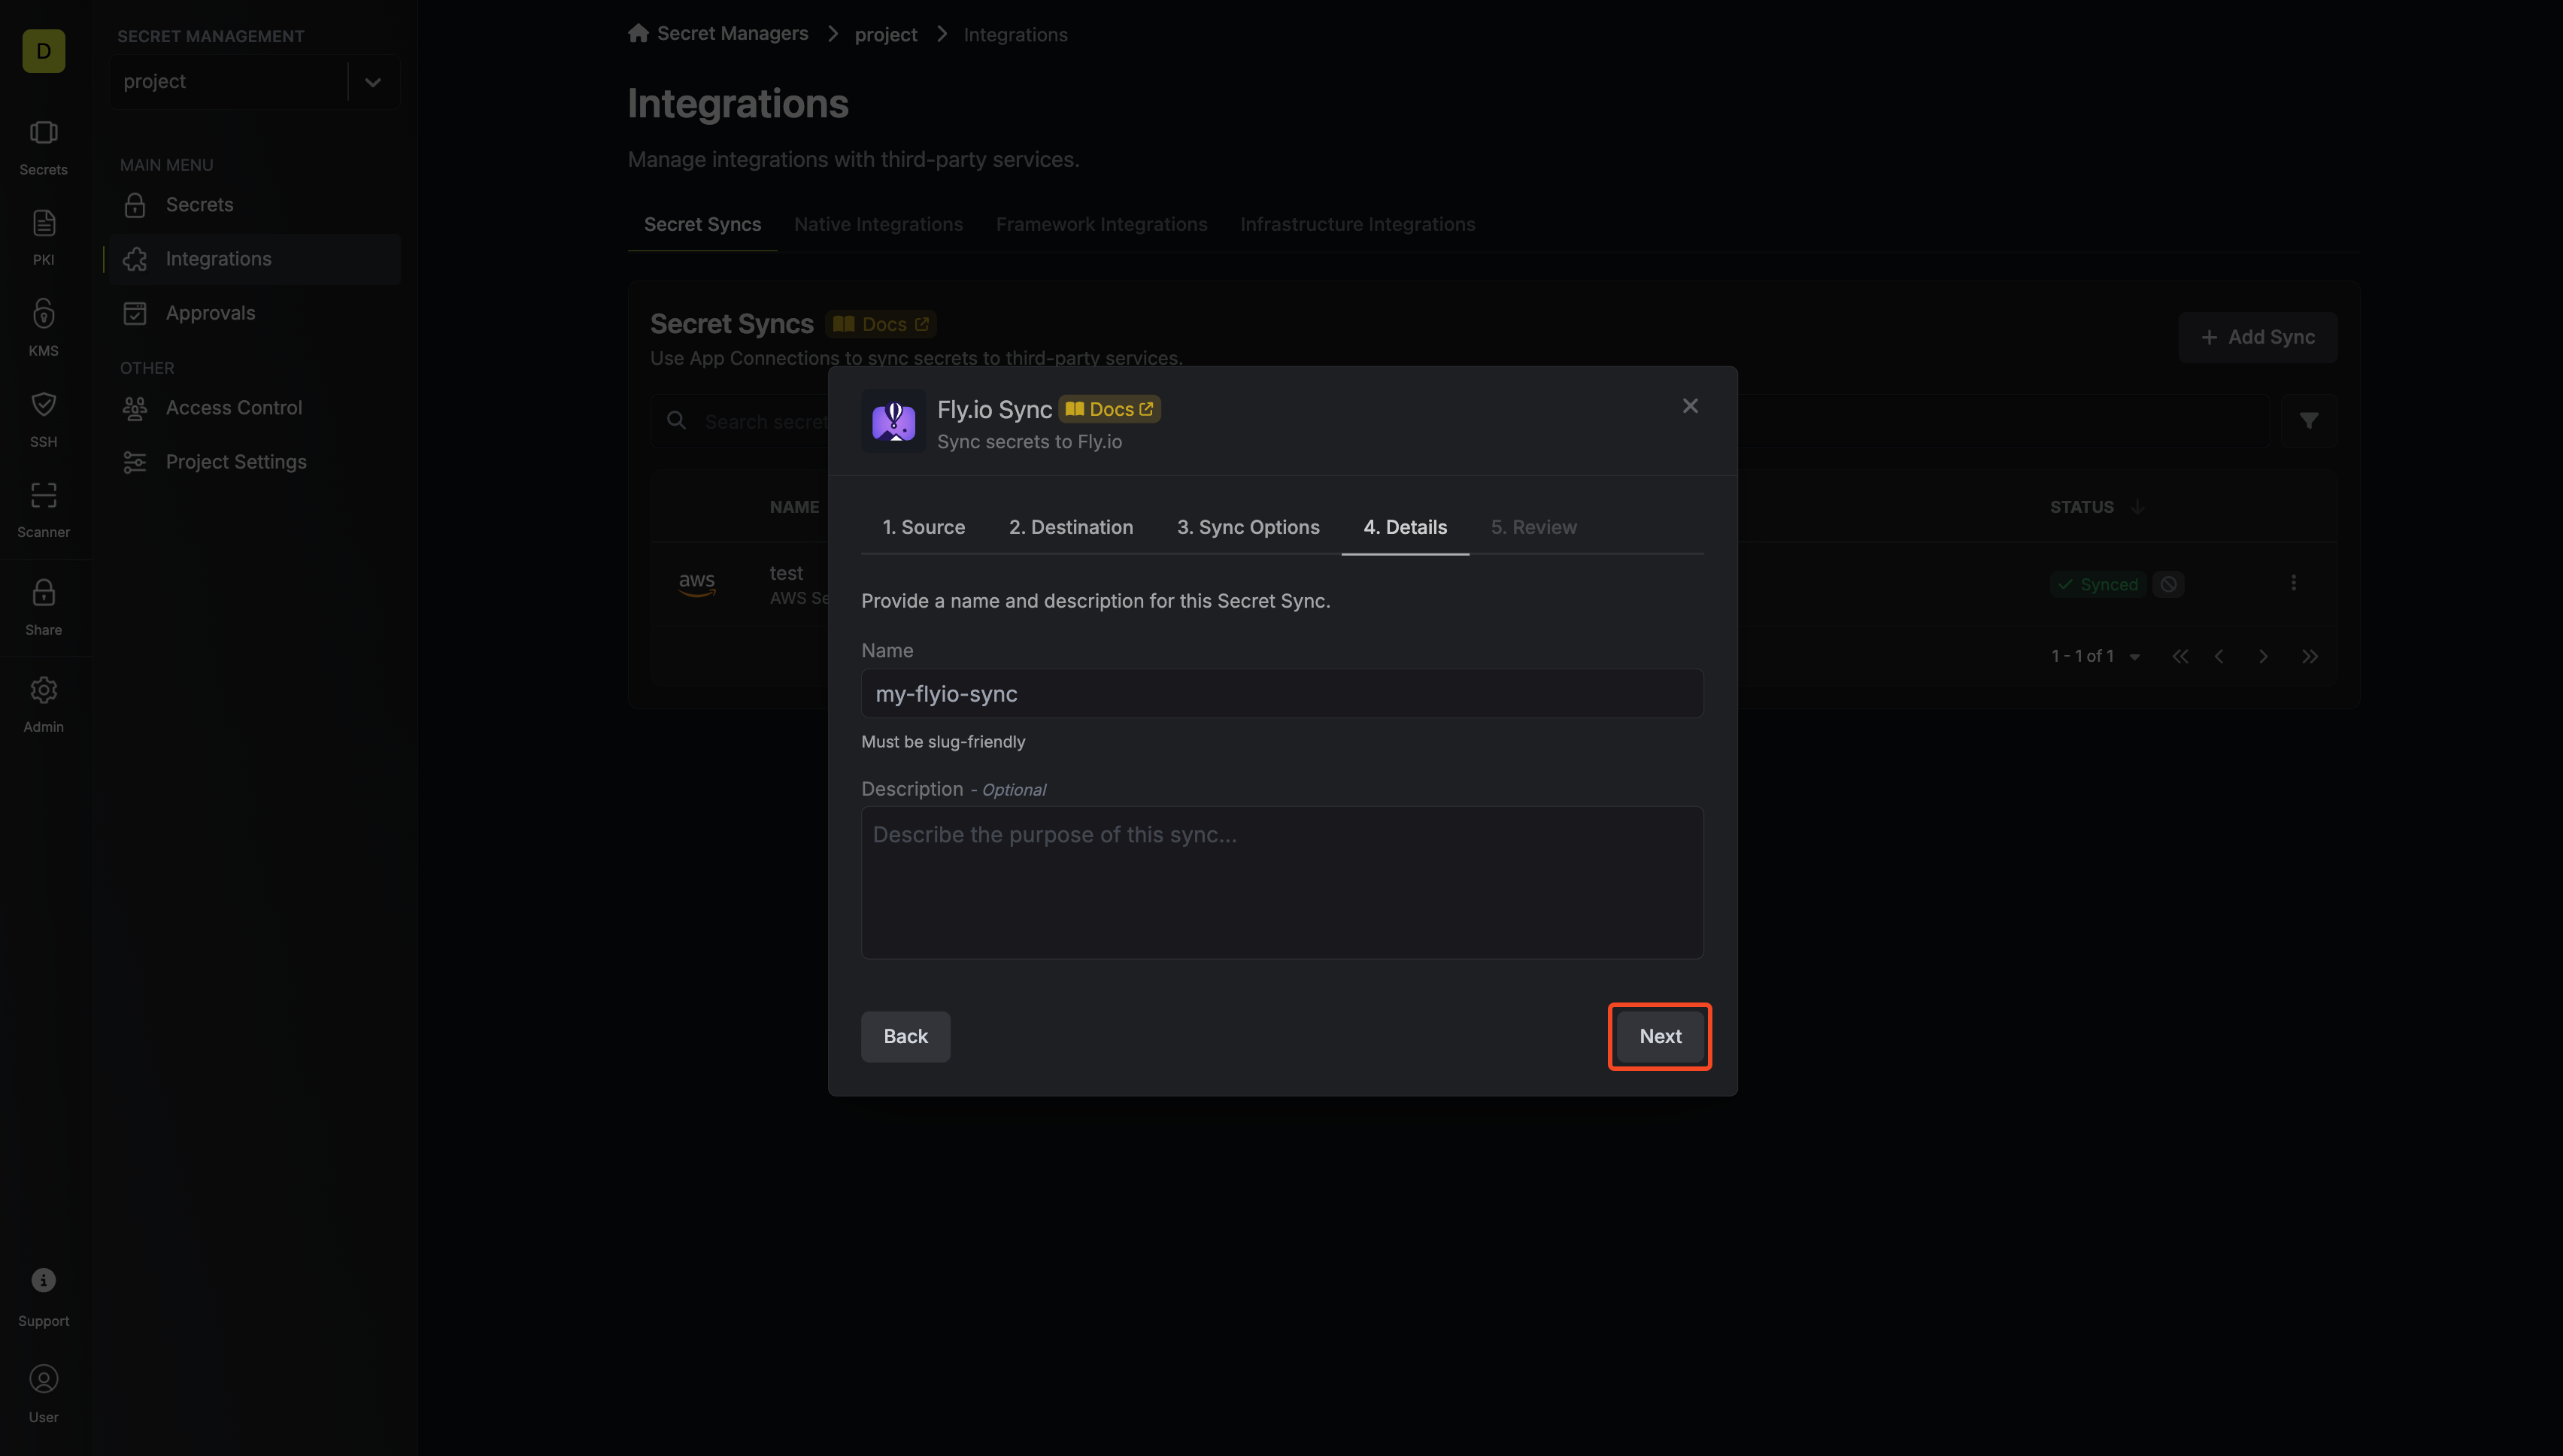 D
Secrets
PKI
KMS
SSH
Scanner
Share
Admin
Support
User
SECRET MANAGEMENT
project
MAIN MENU
Secrets
Integrations
Approvals
OTHER
Access Control
Project Settings
Secret Managers > project > Integrations
Integrations
Manage integrations with third-party services.
Secret Syncs Native Integrations Framework Integrations Infrastructure Integrations
Secret Syncs Docs
Use App Connections to sync secrets to third-party services.
+ Add Sync
Search secret
NAME
STATUS
aws
test
AWS Se
Synced
1 - 1 of 1
Fly.io Sync Docs
Sync secrets to Fly.io
1. Source 2. Destination 3. Sync Options 4. Details 5. Review
Provide a name and description for this Secret Sync.
Name
my-flyio-sync
Must be slug-friendly
Description - Optional
Describe the purpose of this sync...
Back
Next